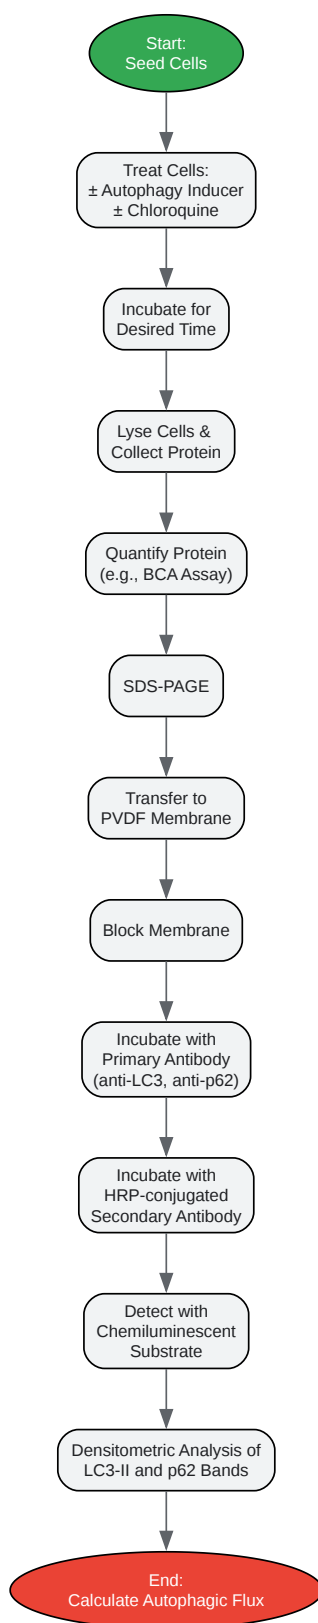 Start:
Seed Cells
Treat Cells:
± Autophagy Inducer
± Chloroquine
Incubate for
Desired Time
Lyse Cells &
Collect Protein
Quantify Protein
(e.g., BCA Assay)
SDS-PAGE
Transfer to
PVDF Membrane
Block Membrane
Incubate with
Primary Antibody
(anti-LC3, anti-p62)
Incubate with
HRP-conjugated
Secondary Antibody
Detect with
Chemiluminescent
Substrate
Densitometric Analysis of
LC3-II and p62 Bands
End:
Calculate Autophagic Flux